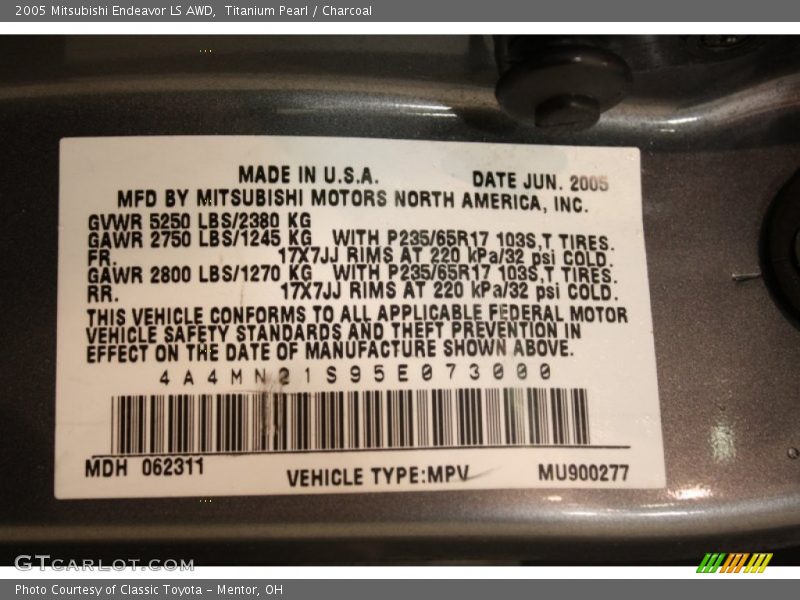 2005 Mitsubishi Endeavor LS AWD,  Titanium Pearl / Charcoal
MADE IN U.S.A. DATE JUN. 2005
MFD BY MITSUBISHI MOTORS NORTH AMERICA, INC.
GVWR 5250 LBS/2380 KG
GAWR 2750 LBS/1245 KG WITH P235/65R17 103S,T TIRES.
FR. 17X7JJ RIMS AT 220 kPa/32 psi COLD.
GAWR 2800 LBS/1270 KG WITH P235/65R17 103S,T TIRES.
RR. 17X7JJ RIMS AT 220 kPa/32 psi COLD.
THIS VEHICLE CONFORMS TO ALL APPLICABLE FEDERAL MOTOR
VEHICLE SAFETY STANDARDS AND THEFT PREVENTION IN
EFFECT ON THE DATE OF MANUFACTURE SHOWN ABOVE.
4A4MN21S95E073000
MDH 062311 VEHICLE TYPE:MPV MU900277
GTCARLOT.COM
Photo Courtesy of Classic Toyota - Mentor, OH